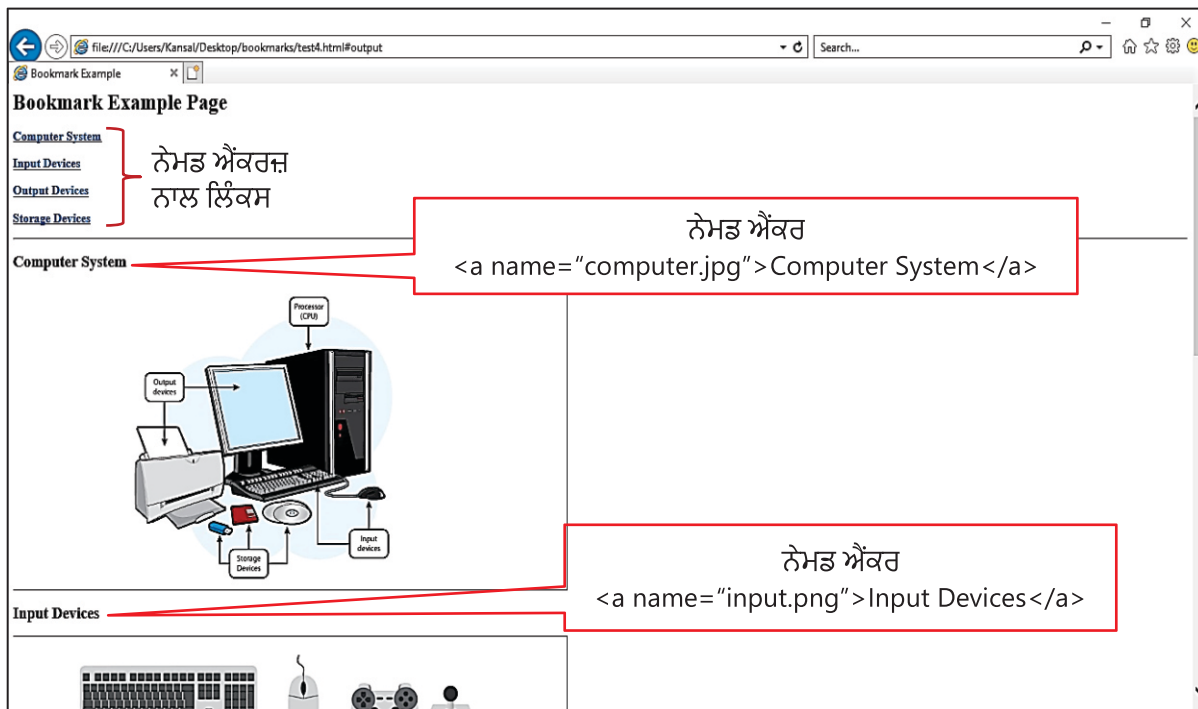 file:///C:/Users/Kansal/Desktop/bookmarks/test4.html#output
Search...
Bookmark Example
Bookmark Example Page
Computer System
Input Devices
Output Devices
Storage Devices
ਨੇਮਡ ਐਂਕਰਜ਼
ਨਾਲ ਲਿੰਕਸ
ਨੇਮਡ ਐਂਕਰ
<a name=“computer.jpg”>Computer System</a>
Computer System
Processor
(CPU)
Output
devices
Input
devices
Storage
Devices
ਨੇਮਡ ਐਂਕਰ
<a name=“input.png”>Input Devices</a>
Input Devices